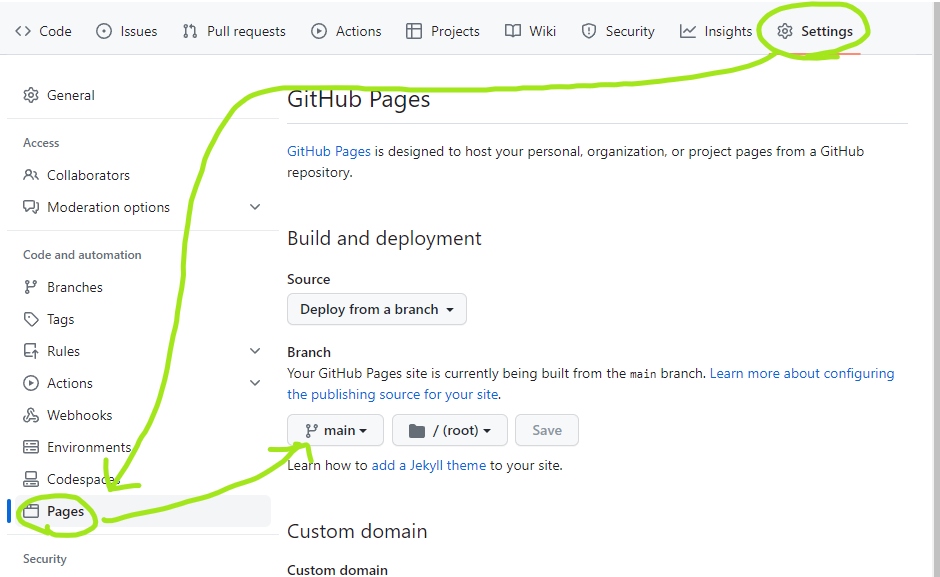 Code Issues Pull requests Actions Projects Wiki Security Insights Settings
General
Access
Collaborators
Moderation options
Code and automation
Branches
Tags
Rules
Actions
Webhooks
Environments
Codespaces
Pages
Security
GitHub Pages
GitHub Pages is designed to host your personal, organization, or project pages from a GitHub
repository.
Build and deployment
Source
Deploy from a branch
Branch
Your GitHub Pages site is currently being built from the main branch. Learn more about configuring
the publishing source for your site.
main / (root) Save
Learn how to add a Jekyll theme to your site.
Custom domain
Custom domain